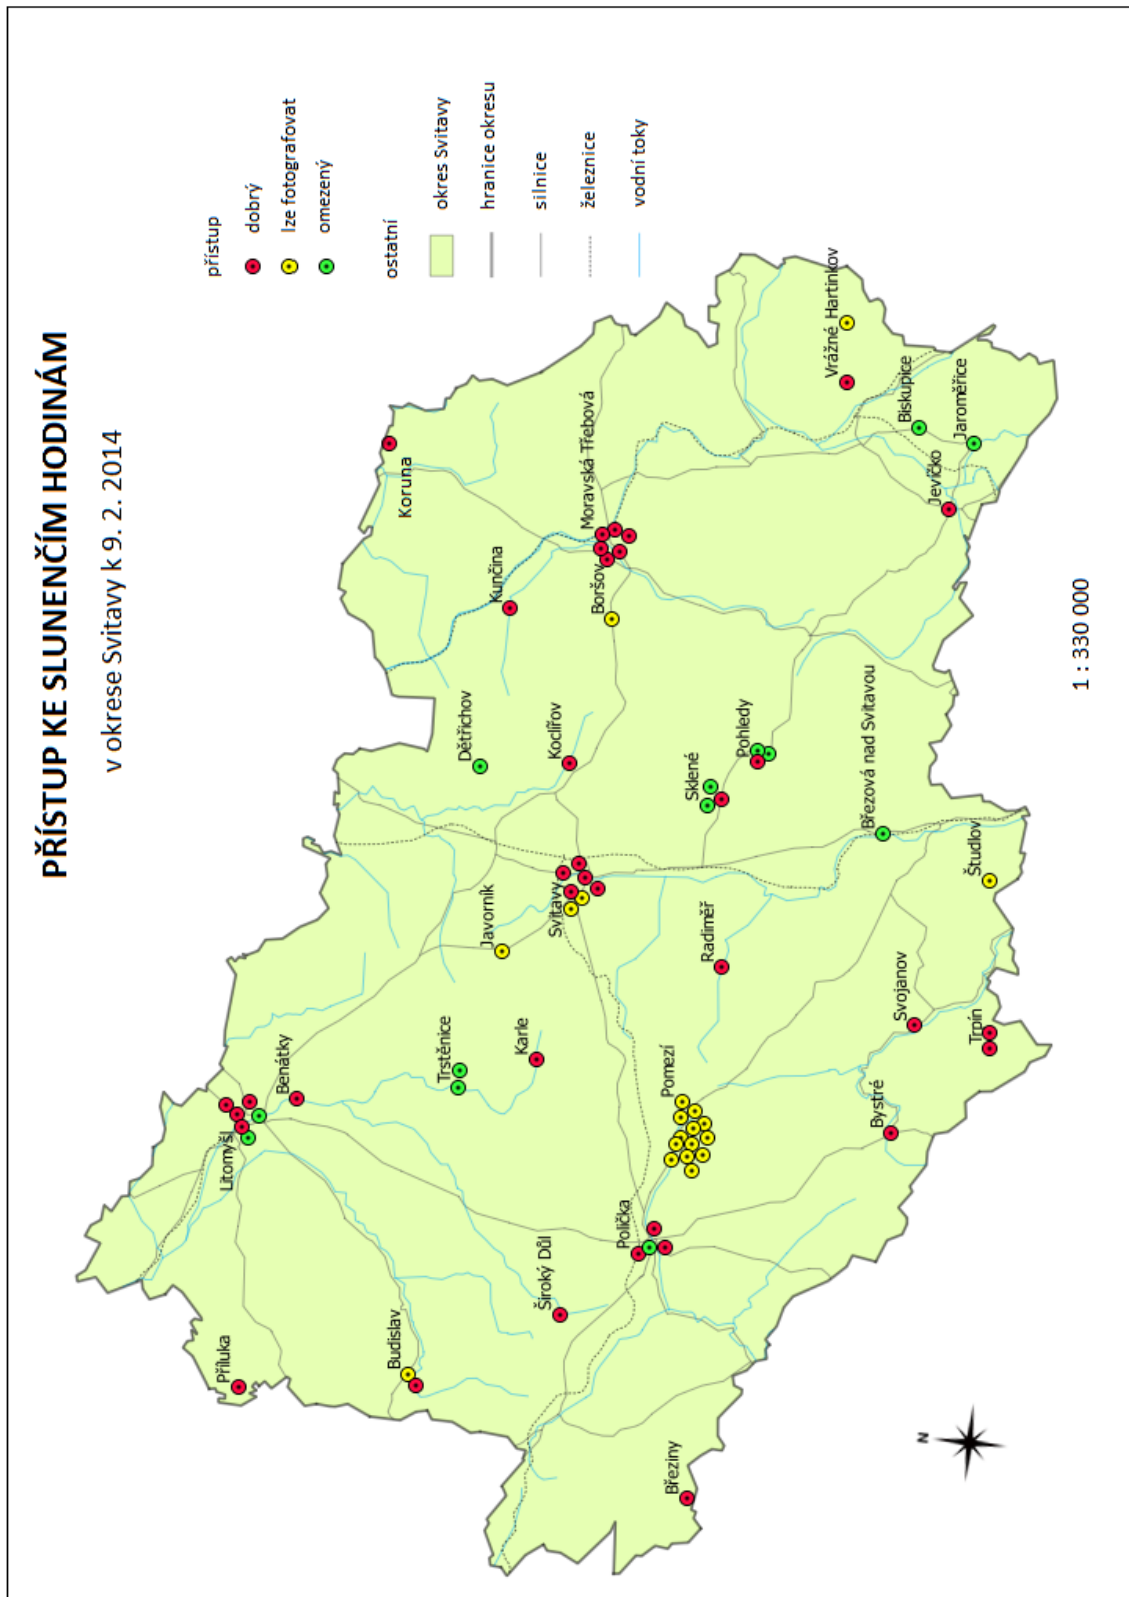 PŘÍSTUP KE SLUNEČNÍM HODINÁM
v okrese Svitavy k 9. 2. 2014
přístup
dobrý
lze fotografovat
omezený
ostatní
okres Svitavy
hranice okresu
silnice
železnice
vodní toky
Příluka
Litomyšl
Benátky
Budislav
Trstěnice
Karle
Široký Důl
Javorník
Svitavy
Dětřichov
Koclířov
Koruna
Kunčina
Boršov
Moravská Třebová
Polička
Pomezí
Březiny
Radiměř
Sklené
Pohledy
Vrážné
Hartinkov
Biskupice
Jaroměřice
Jevíčko
Březová nad Svitavou
Bystré
Svojanov
Trpín
Študlov
N
1 : 330 000